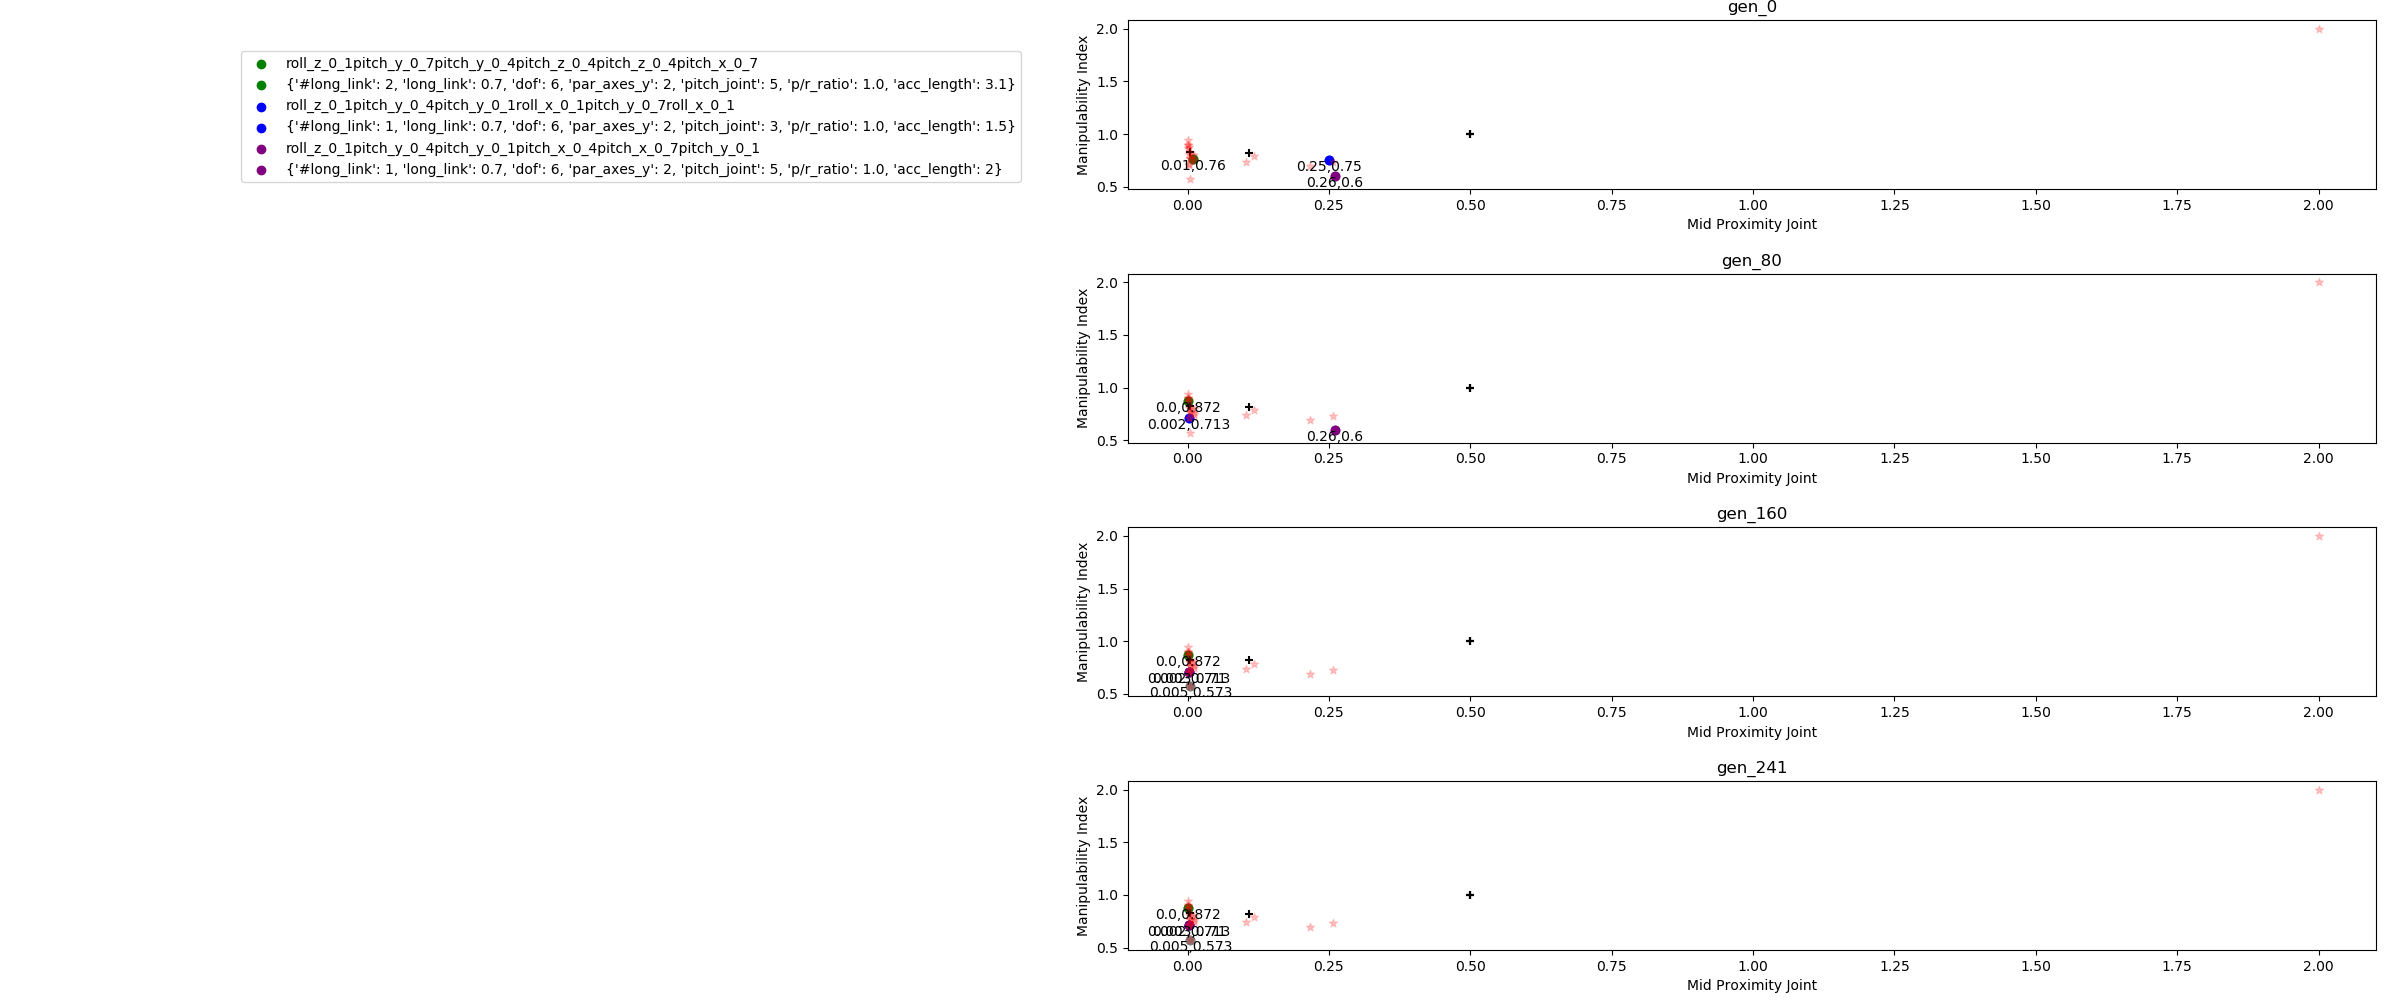 roll_z_0_1pitch_y_0_7pitch_y_0_4pitch_z_0_4pitch_z_0_4pitch_x_0_7
{'#long_link': 2, 'long_link': 0.7, 'dof': 6, 'par_axes_y': 2, 'pitch_joint': 5, 'p/r_ratio': 1.0, 'acc_length': 3.1}
roll_z_0_1pitch_y_0_4pitch_y_0_1roll_x_0_1pitch_y_0_7roll_x_0_1
{'#long_link': 1, 'long_link': 0.7, 'dof': 6, 'par_axes_y': 2, 'pitch_joint': 3, 'p/r_ratio': 1.0, 'acc_length': 1.5}
roll_z_0_1pitch_y_0_4pitch_y_0_1pitch_x_0_4pitch_x_0_7pitch_y_0_1
{'#long_link': 1, 'long_link': 0.7, 'dof': 6, 'par_axes_y': 2, 'pitch_joint': 5, 'p/r_ratio': 1.0, 'acc_length': 2}
gen_0
Manipulability Index
2.0
1.5
1.0
0.5
0.01,0.76
0.25,0.75
0.26,0.6
0.00 0.25 0.50 0.75 1.00 1.25 1.50 1.75 2.00
Mid Proximity Joint
gen_80
Manipulability Index
2.0
1.5
1.0
0.5
0.0,0.872
0.002,0.713
0.26,0.6
0.00 0.25 0.50 0.75 1.00 1.25 1.50 1.75 2.00
Mid Proximity Joint
gen_160
Manipulability Index
2.0
1.5
1.0
0.5
0.0,0.872
0.005,0.573
0.00 0.25 0.50 0.75 1.00 1.25 1.50 1.75 2.00
Mid Proximity Joint
gen_241
Manipulability Index
2.0
1.5
1.0
0.5
0.0,0.872
0.005,0.573
0.00 0.25 0.50 0.75 1.00 1.25 1.50 1.75 2.00
Mid Proximity Joint